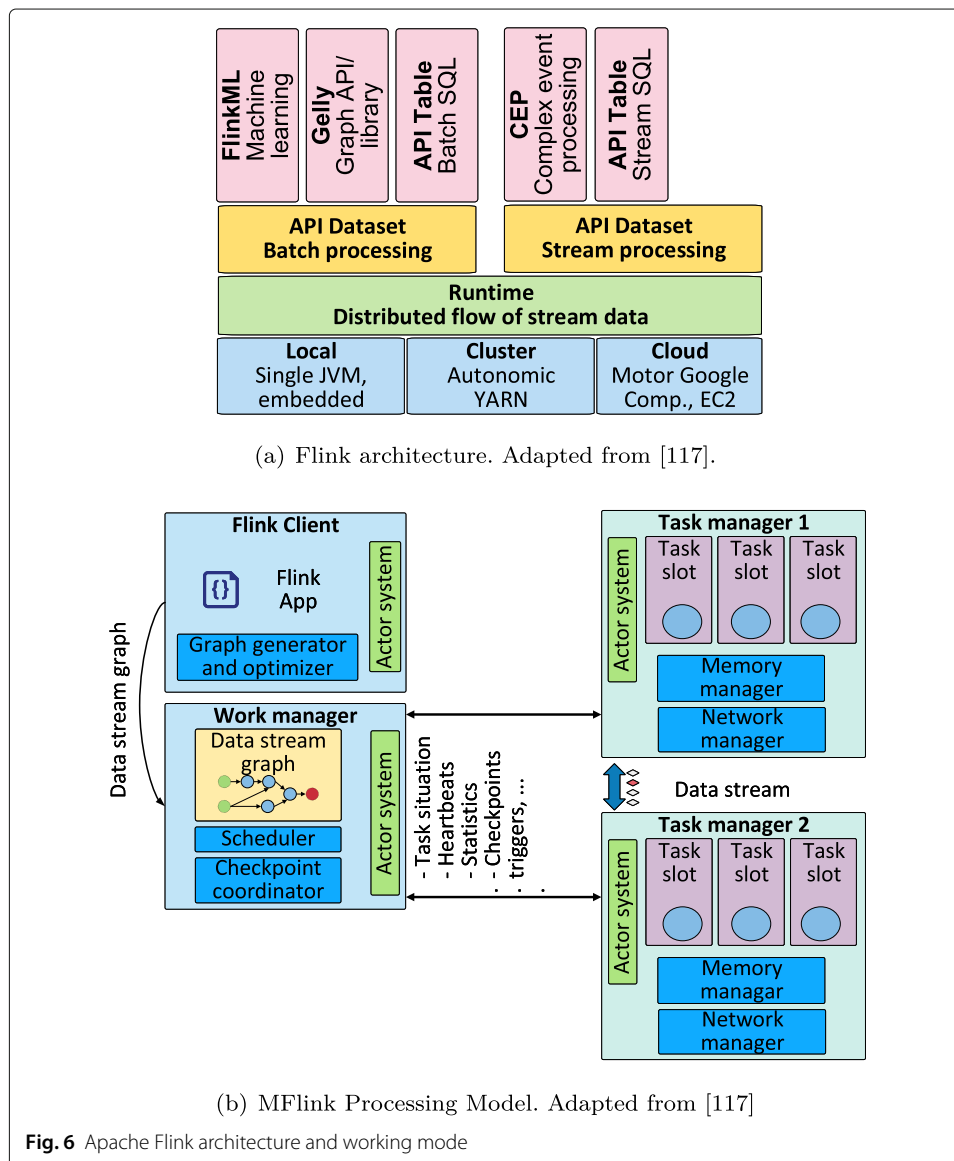 FlinkML
Machine
learning
Gelly
Graph API/
library
API Table
Batch SQL
CEP
Complex event
processing
API Table
Stream SQL
API Dataset
Batch processing
API Dataset
Stream processing
Runtime
Distributed flow of stream data
Local
Single JVM,
embedded
Cluster
Autonomic
YARN
Cloud
Motor Google
Comp., EC2
(a) Flink architecture. Adapted from [117].
Data stream graph
Flink Client
{}
Flink
App
Graph generator
and optimizer
Actor system
Work manager
Data stream
graph
Scheduler
Checkpoint
coordinator
Actor system
- Task situation
- Heartbeats
- Statistics
- Checkpoints
triggers, ...
. . .
Task manager 1
Actor system
Task
slot
Task
slot
Task
slot
Memory
manager
Network
manager
Data stream
Task manager 2
Actor system
Task
slot
Task
slot
Task
slot
Memory
managar
Network
manager
(b) MFlink Processing Model. Adapted from [117]
Fig. 6 Apache Flink architecture and working mode